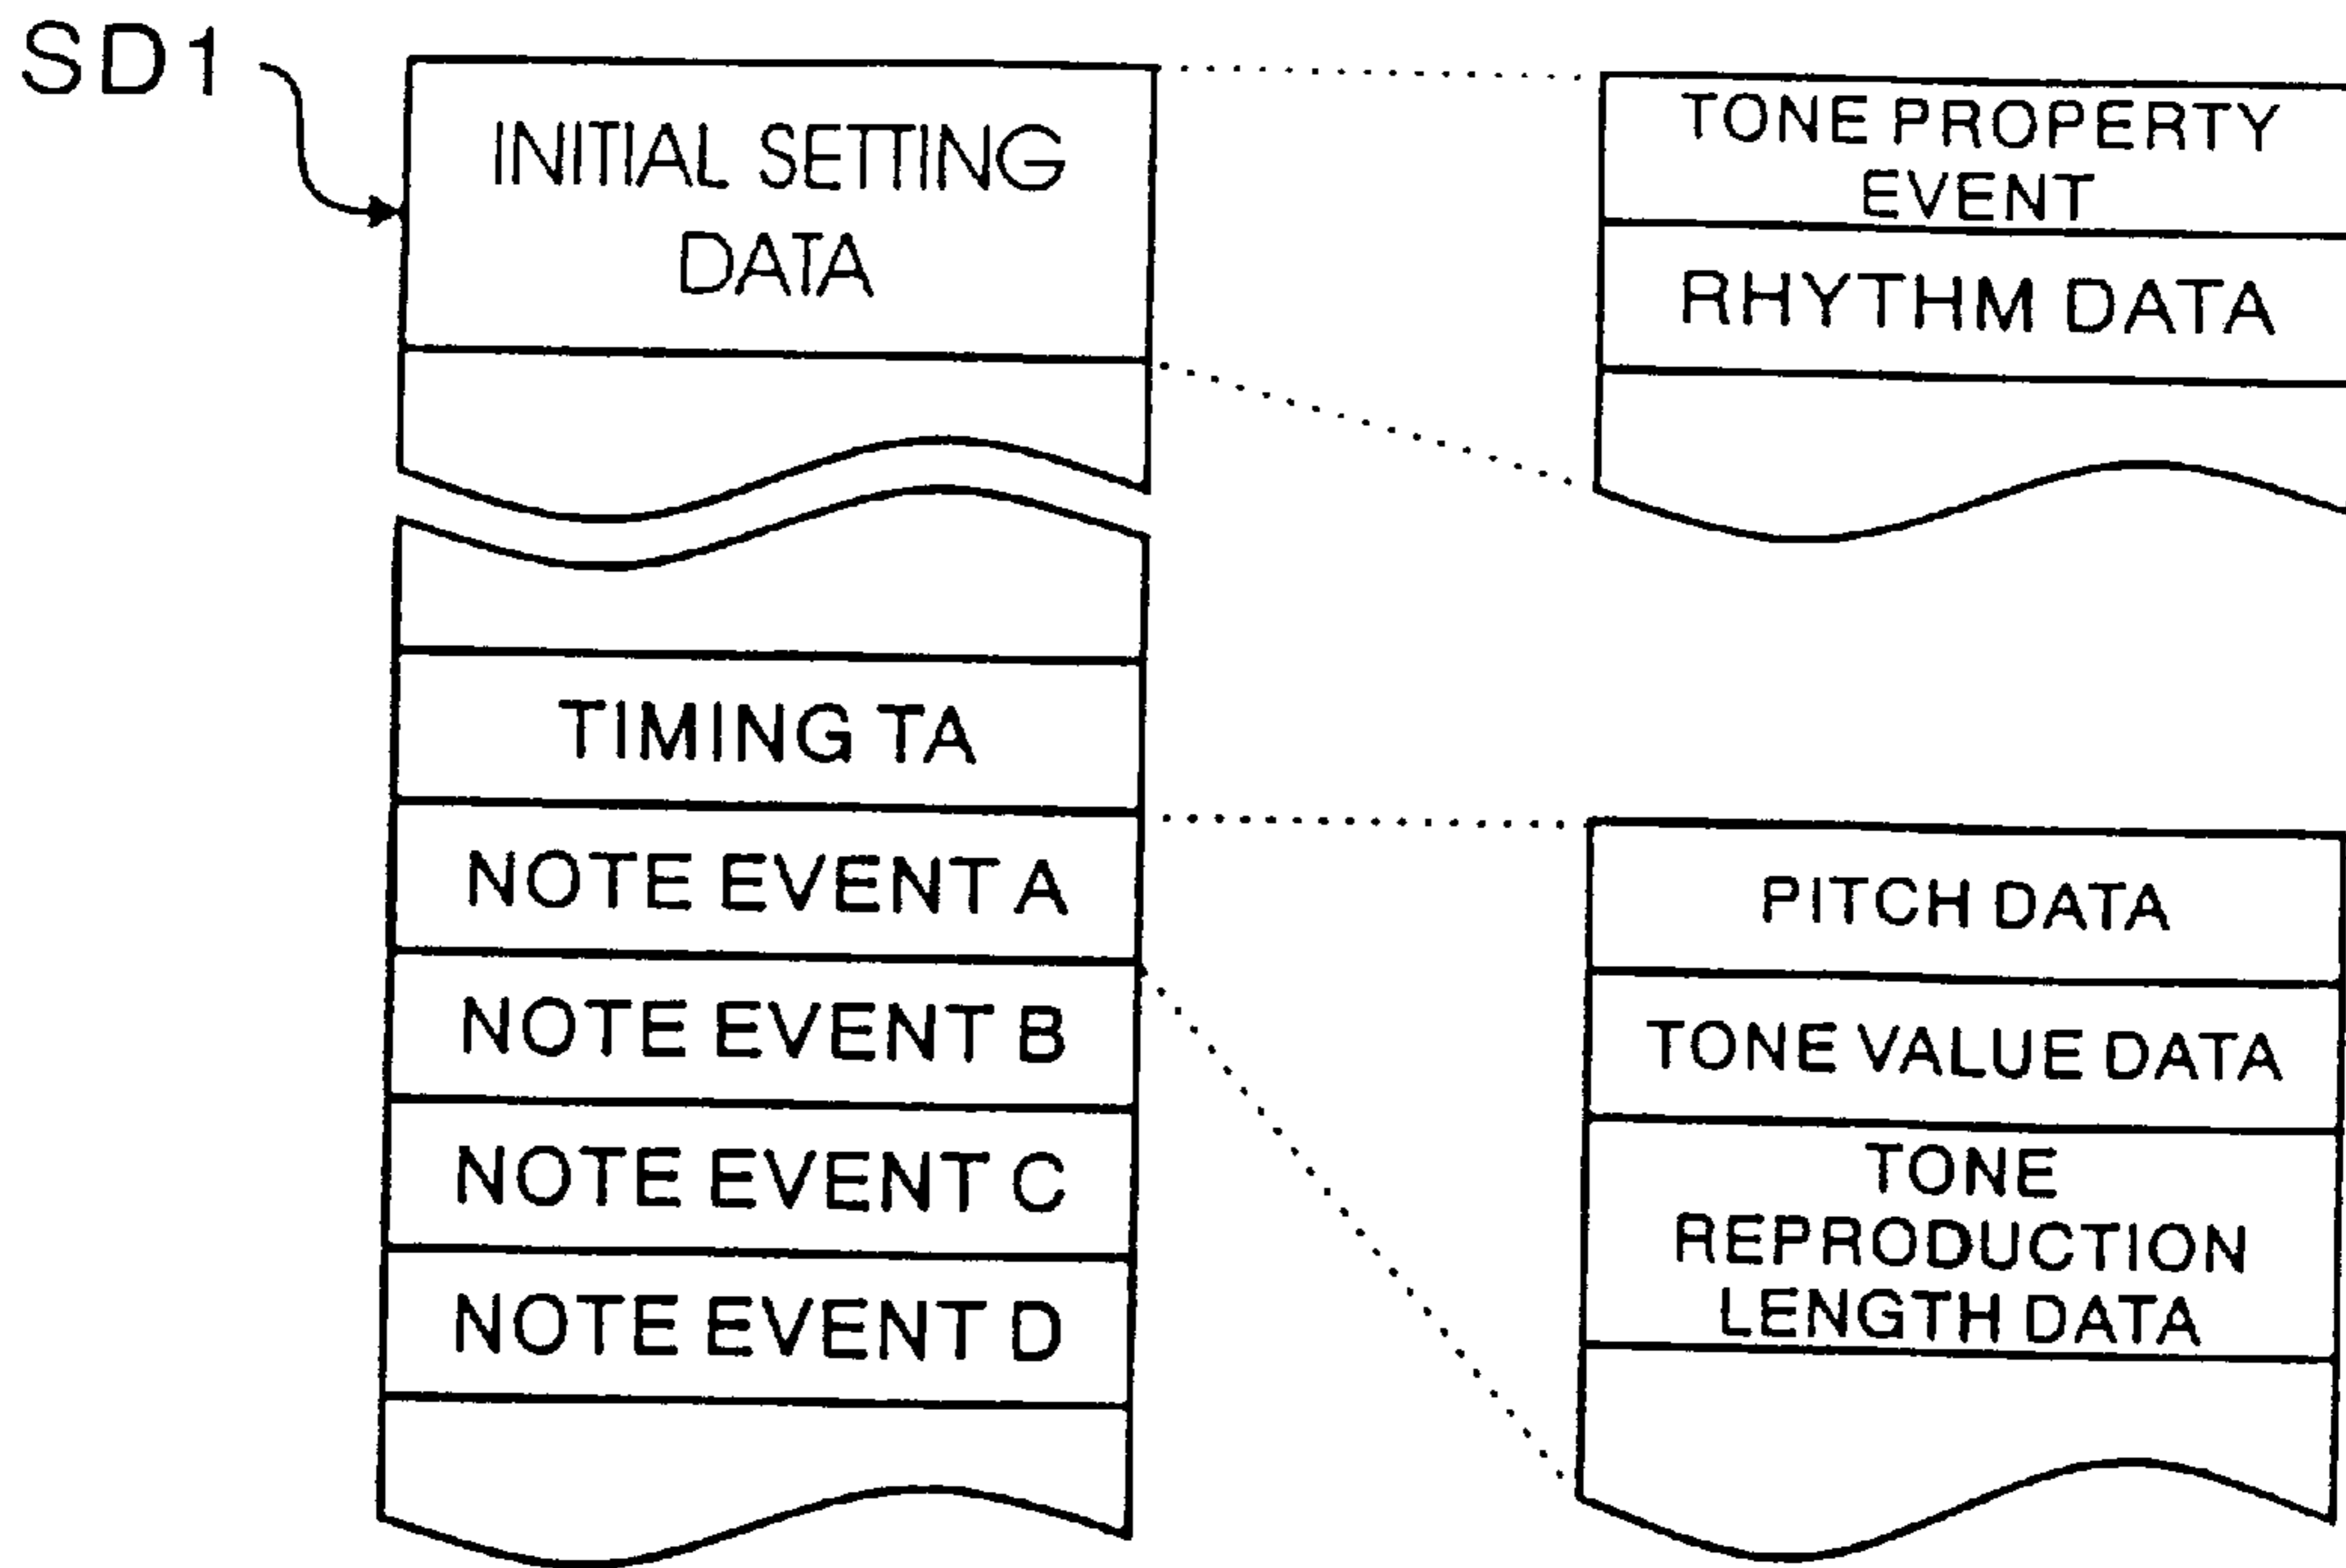 SD1
INITIAL SETTING
DATA
TIMING TA
NOTE EVENT A
NOTE EVENT B
NOTE EVENT C
NOTE EVENT D
TONE PROPERTY
EVENT
RHYTHM DATA
PITCH DATA
TONE VALUE DATA
TONE
REPRODUCTION
LENGTH DATA